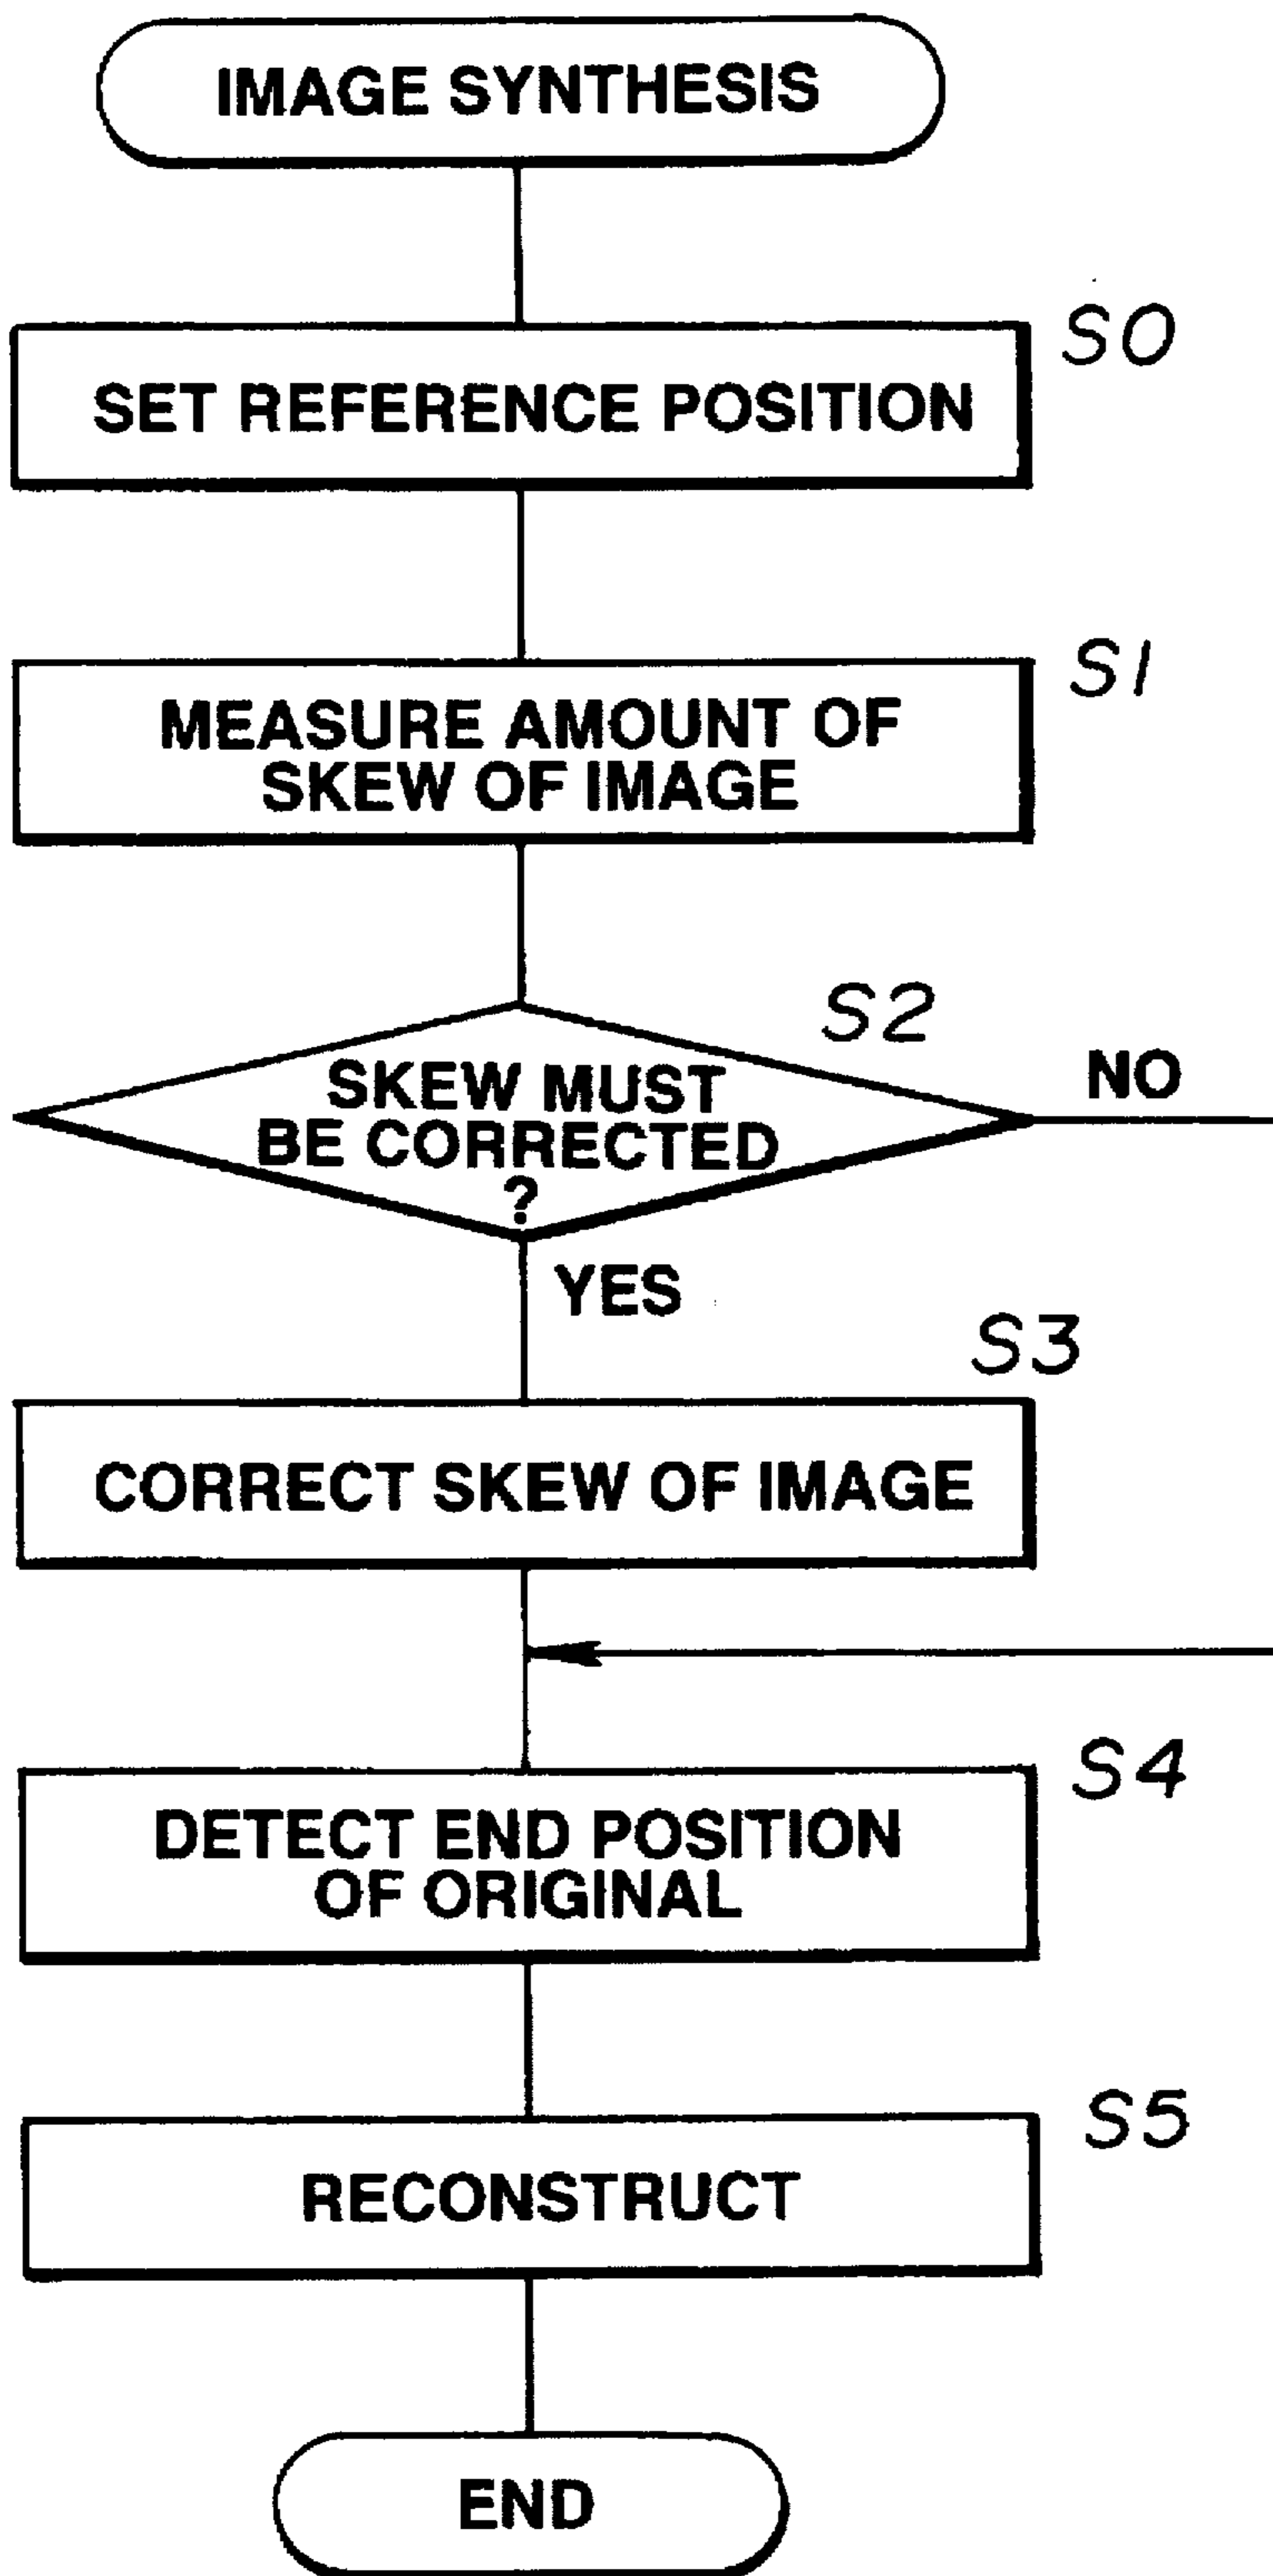 IMAGE SYNTHESIS
S0
SET REFERENCE POSITION
S1
MEASURE AMOUNT OF
SKEW OF IMAGE
S2
SKEW MUST
BE CORRECTED
?
NO
YES
S3
CORRECT SKEW OF IMAGE
S4
DETECT END POSITION
OF ORIGINAL
S5
RECONSTRUCT
END